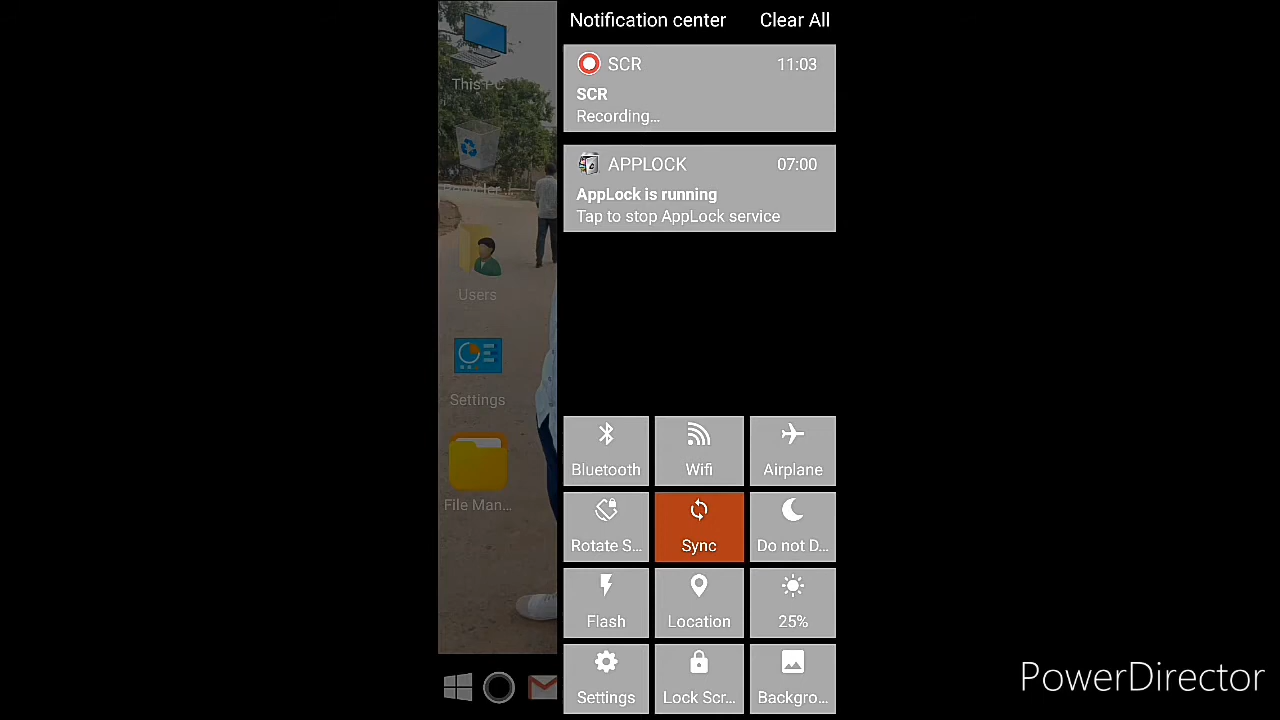 Notification center
Clear All
SCR
11:03
SCR
Recording...
APPLOCK
07:00
AppLock is running
Tap to stop AppLock service
This PC
Users
Settings
File Man...
Bluetooth
Wifi
Airplane
Rotate S...
Sync
Do not D...
Flash
Location
25%
Settings
Lock Scr...
Backgro...
PowerDirector